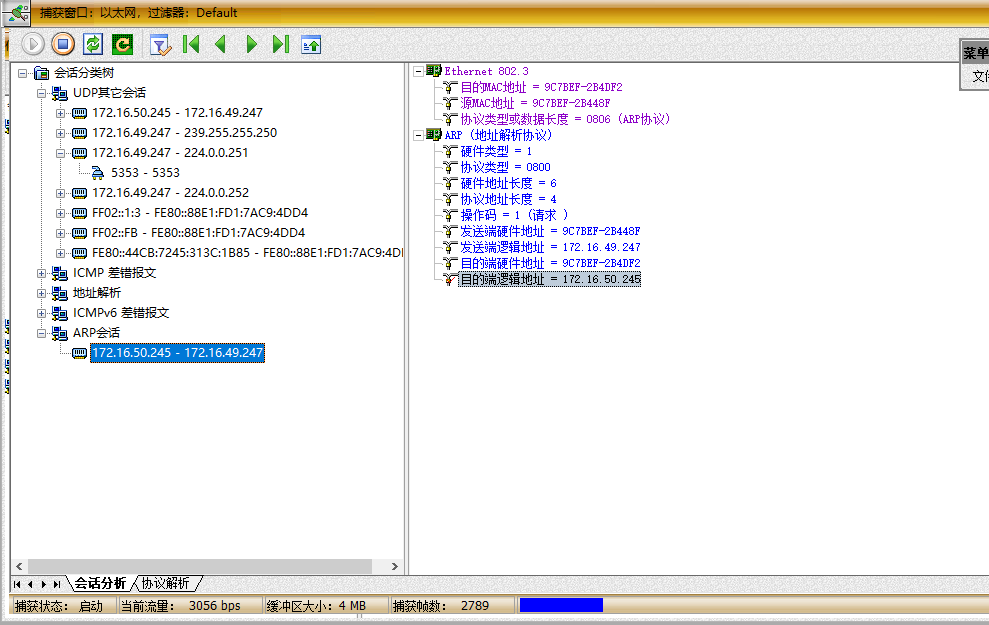 捕获窗口：以太网，过滤器：Default
菜单
文件
会话分类树
UDP其它会话
172.16.50.245 - 172.16.49.247
172.16.49.247 - 239.255.255.250
172.16.49.247 - 224.0.0.251
5353 - 5353
172.16.49.247 - 224.0.0.252
FF02::1:3 - FE80::88E1:FD1:7AC9:4DD4
FF02::FB - FE80::88E1:FD1:7AC9:4DD4
FE80::44CB:7245:313C:1B85 - FE80::88E1:FD1:7AC9:4D
ICMP 差错报文
地址解析
ICMPv6 差错报文
ARP会话
172.16.50.245 - 172.16.49.247
Ethernet 802.3
目的MAC地址 = 9C7BEF-2B4DF2
源MAC地址 = 9C7BEF-2B448F
协议类型或数据长度 = 0806 (ARP协议)
ARP (地址解析协议)
硬件类型 = 1
协议类型 = 0800
硬件地址长度 = 6
协议地址长度 = 4
操作码 = 1 (请求 )
发送端硬件地址 = 9C7BEF-2B448F
发送端逻辑地址 = 172.16.49.247
目的端硬件地址 = 9C7BEF-2B4DF2
目的端逻辑地址 = 172.16.50.245
会话分析 协议解析
捕获状态： 启动 当前流量： 3056 bps 缓冲区大小： 4 MB 捕获帧数： 2789